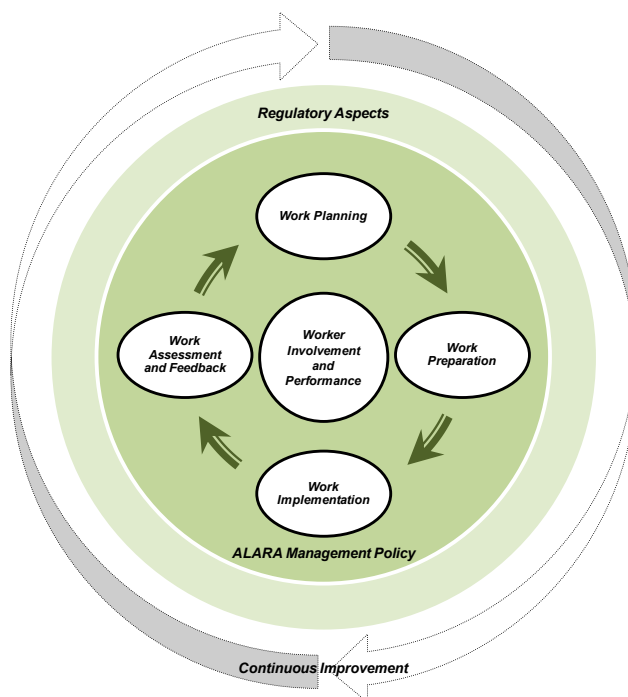 Regulatory Aspects
Work Planning
Work
Assessment
and Feedback
Worker
Involvement
and
Performance
Work
Preparation
Work
Implementation
ALARA Management Policy
Continuous Improvement